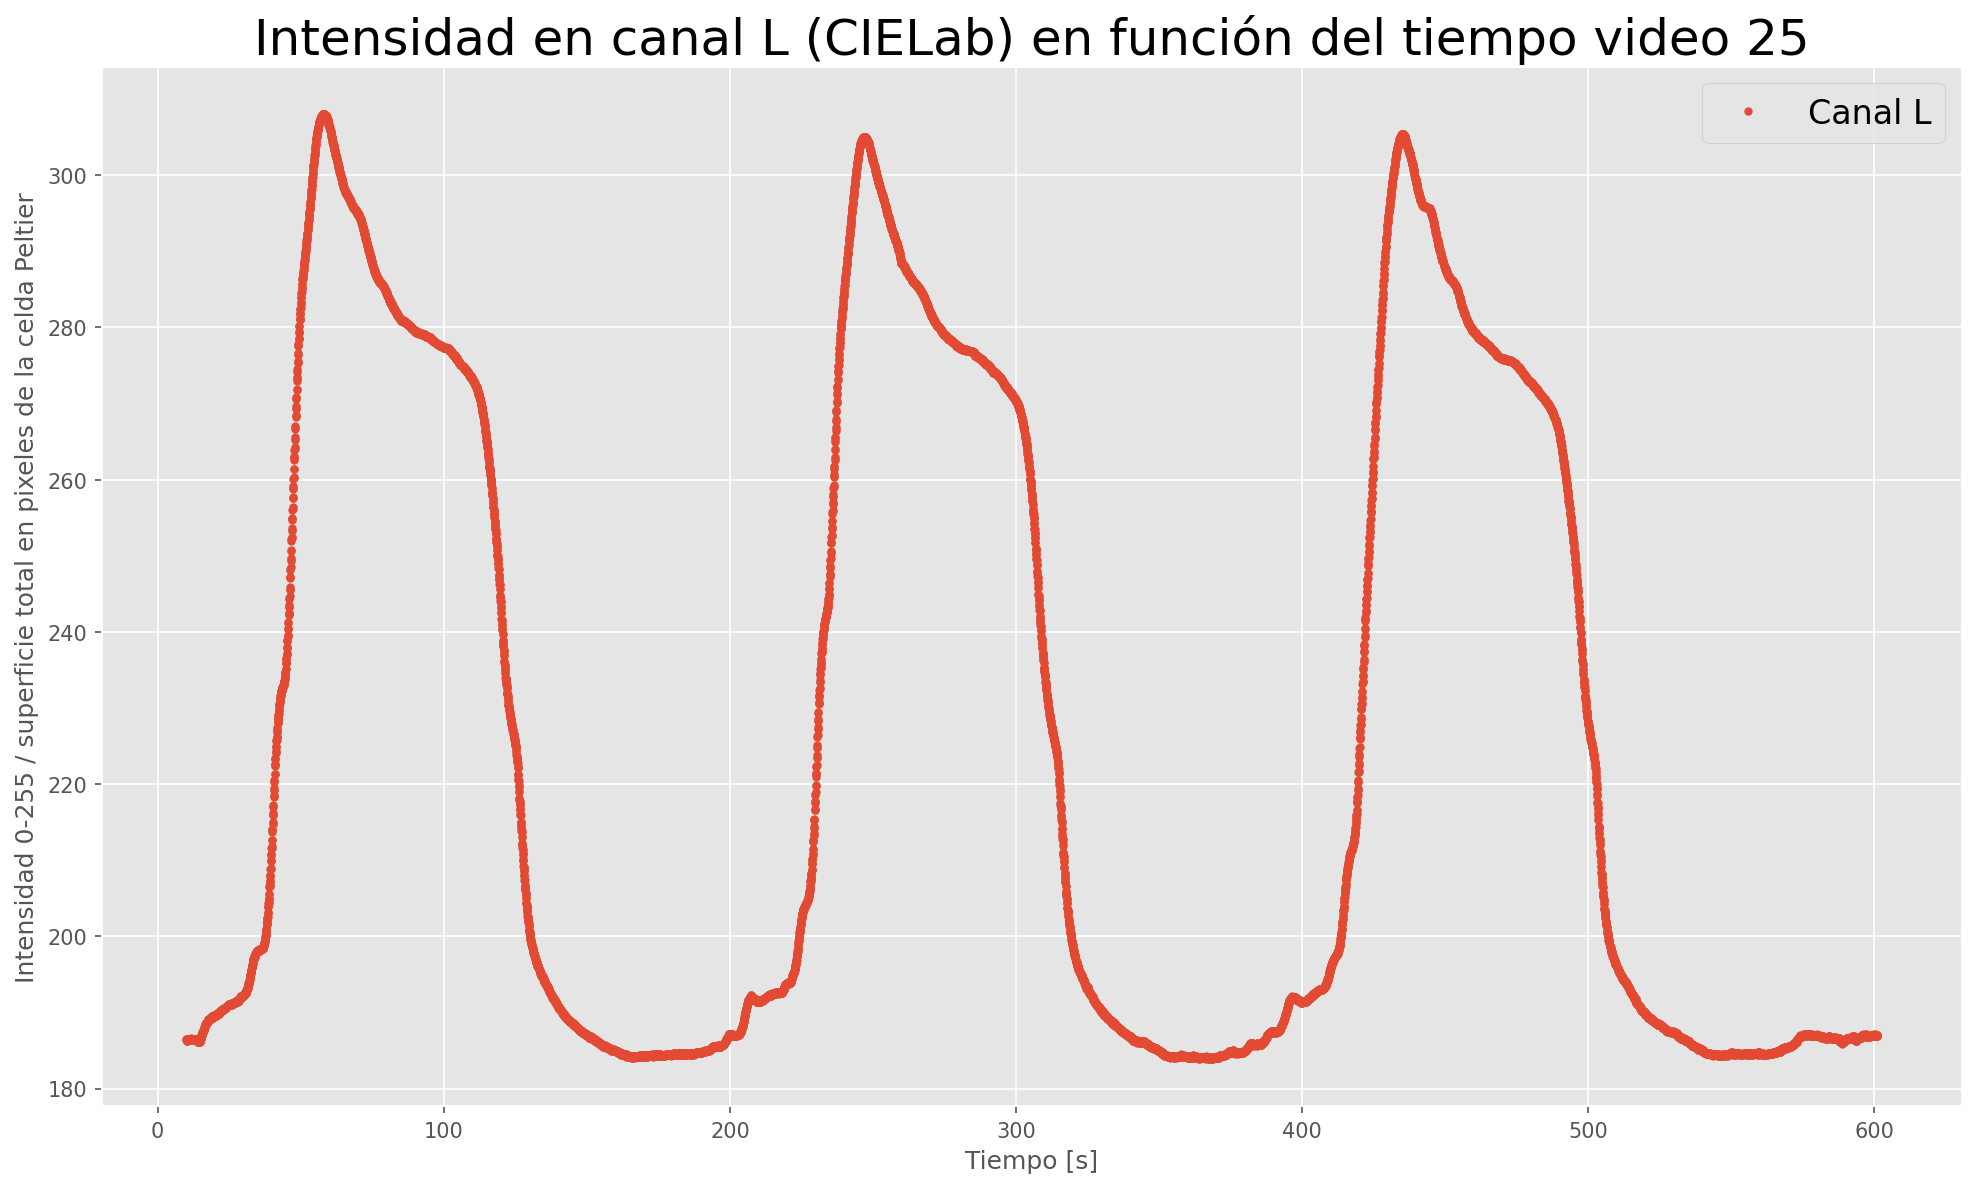 Intensidad en canal L (CIELab) en función del tiempo video 25
Canal L
Intensidad 0-255 / superficie total en pixeles de la celda Peltier
300
280
260
240
220
200
180
0 100 200 300 400 500 600
Tiempo [s]